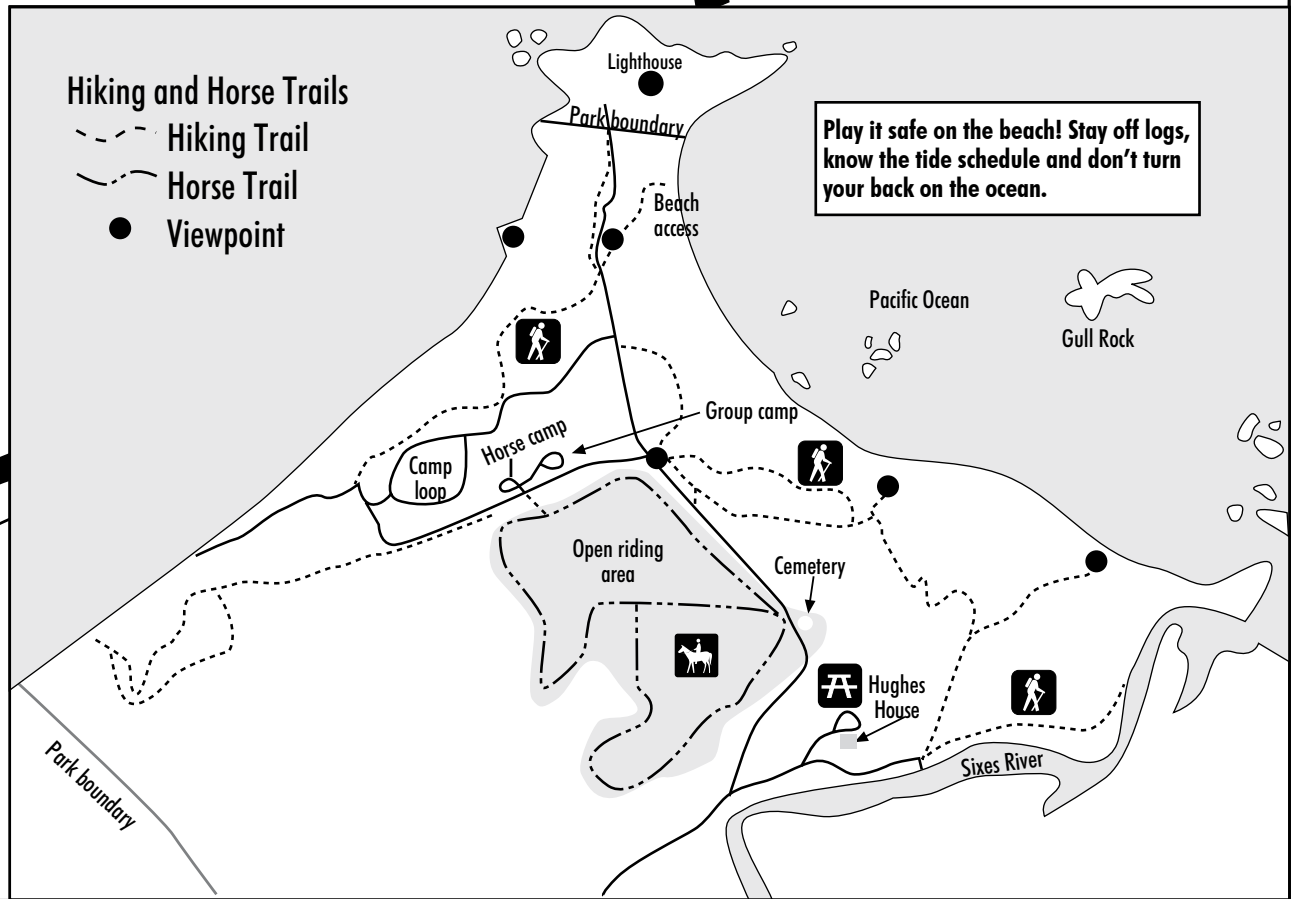 Lighthouse
Hiking and Horse Trails
Hiking Trail
Horse Trail
Viewpoint
Park boundary
Play it safe on the beach! Stay off logs,
know the tide schedule and don’t turn
your back on the ocean.
Beach
access
Pacific Ocean
Gull Rock
Group camp
Horse camp
Camp
loop
Open riding
area
Cemetery
Hughes
House
Sixes River
Park boundary